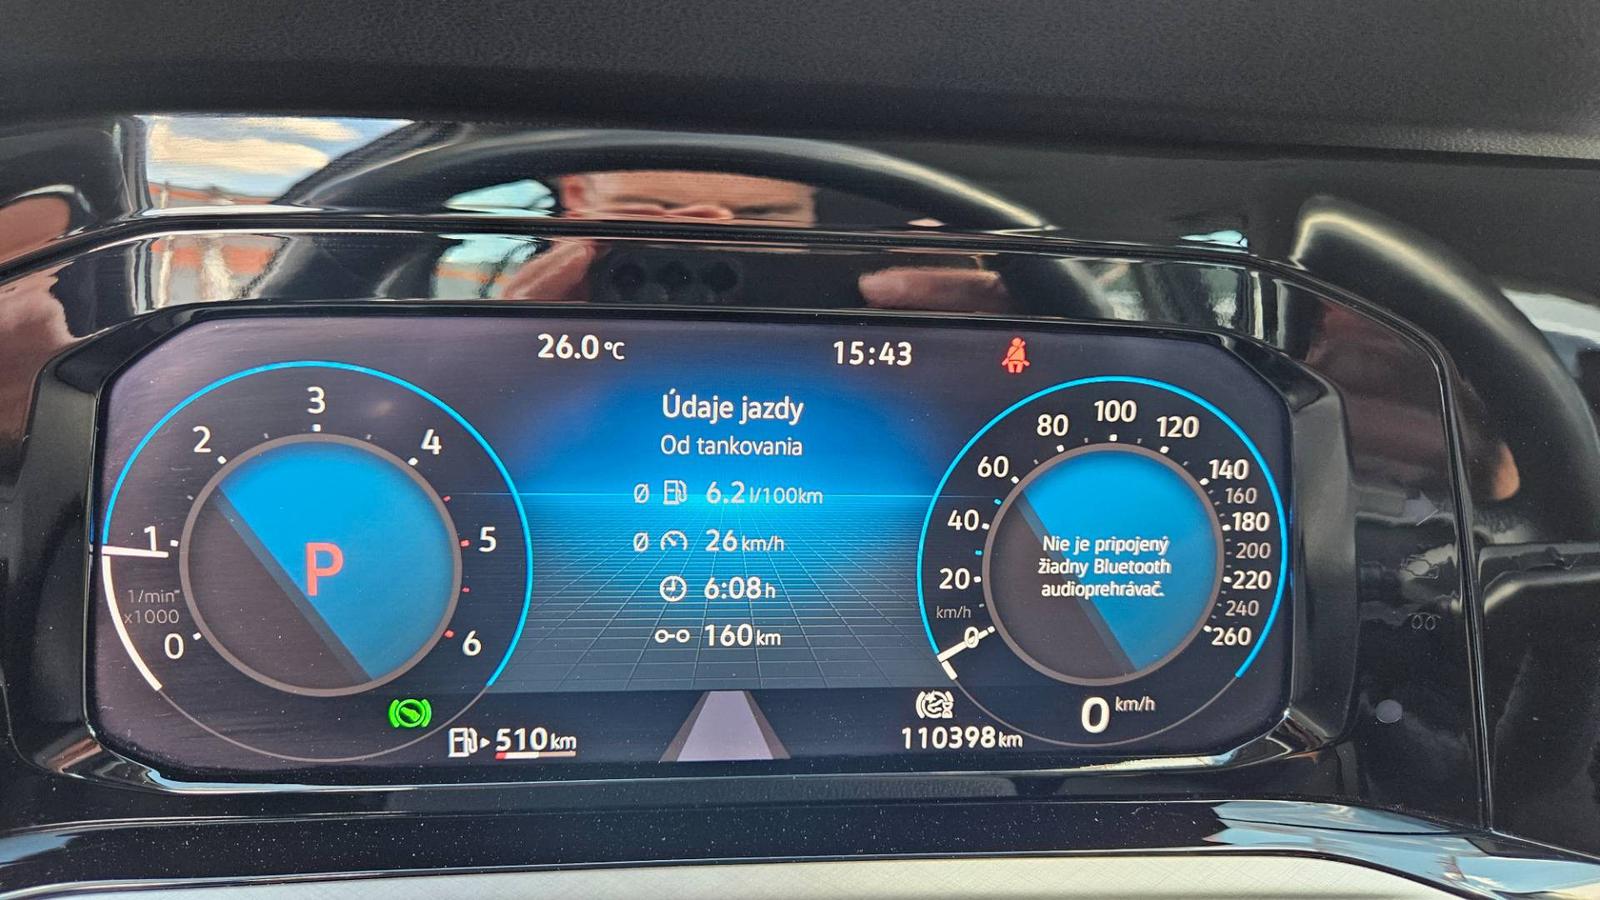 26.0°C
15:43
Údaje jazdy
Od tankovania
Ø 6.2 l/100km
Ø 26 km/h
6:08 h
160 km
0
1
2
3
4
5
6
1/min
x1000
P
0
20
40
60
80
100
120
140
160
180
200
220
240
260
km/h
Nie je pripojený
žiadny Bluetooth
audioprehrávač.
0 km/h
510 km
110398 km